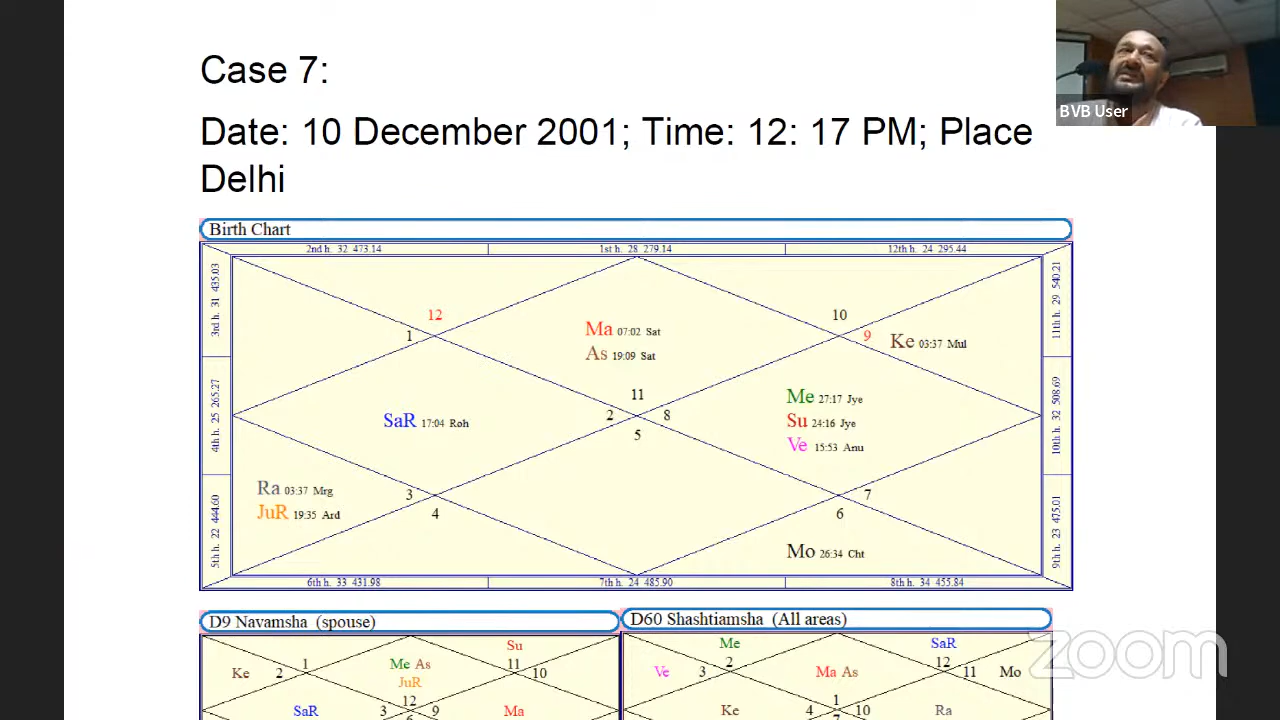 Case 7:
Date: 10 December 2001; Time: 12: 17 PM; Place
Delhi
BVB User
Birth Chart
2nd h. 32 473.14
1st h. 28 279.14
12th h. 24 295.44
3rd h. 31 435.03
11th h. 29 540.21
12
1
Ma 07:02 Sat
As 19:09 Sat
10
9
Ke 03:37 Mul
4th h. 25 265.27
10th h. 32 508.69
SaR 17:04 Roh
11
2
8
5
Me 27:17 Jye
Su 24:16 Jye
Ve 15:53 Anu
5th h. 22 444.60
9th h. 23 475.01
Ra 03:37 Mrg
JuR 19:35 Ard
3
4
7
6
Mo 26:34 Cht
6th h. 33 431.98
7th h. 24 485.90
8th h. 34 455.84
D9 Navamsha (spouse)
Ke
2
1
Me As
JuR
Su
11
10
12
SaR
3
9
Ma
D60 Shashtiamsha (All areas)
Me
2
Ve
3
Ma As
SaR
12
11
Mo
1
Ke
4
10
Ra
7
zoom